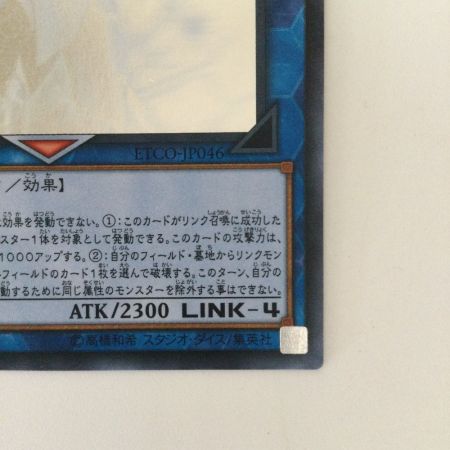 ETCO-JP046
／効果】
効果を発動できない。①：このカードがリンク召喚に成功した
スター1体を対象として発動できる。このカードの攻撃力は、
1000アップする。②：自分のフィールド・墓地からリンクモン
フィールドのカード1枚を選んで破壊する。このターン、自分の
動するために同じ属性のモンスターを除外する事はできない。
ATK/2300 LINK-4
©高橋和希 スタジオ・ダイス/集英社